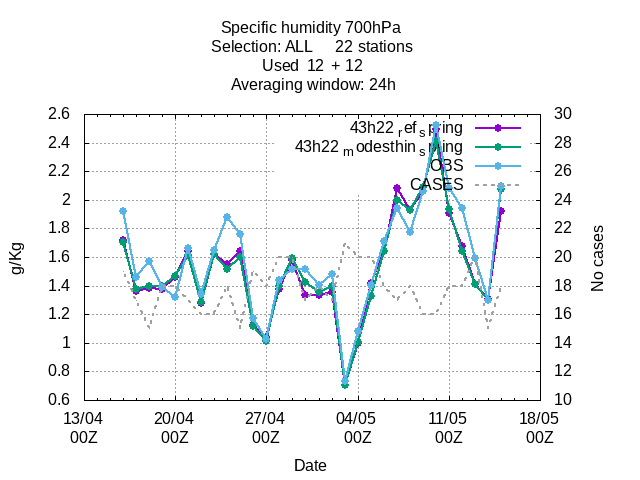 Specific humidity 700hPa
Selection: ALL 22 stations
Used 12 + 12
Averaging window: 24h
2.6 30
43h22_ref_spring
2.4 28
43h22_modesthin_spring
2.2 OBS 26
CASES
2 24
1.8 22
1.6 20
g/Kg No cases
1.4 18
1.2 16
1 14
0.8 12
0.6 10
13/04 20/04 27/04 04/05 11/05 18/05
00Z 00Z 00Z 00Z 00Z 00Z
Date